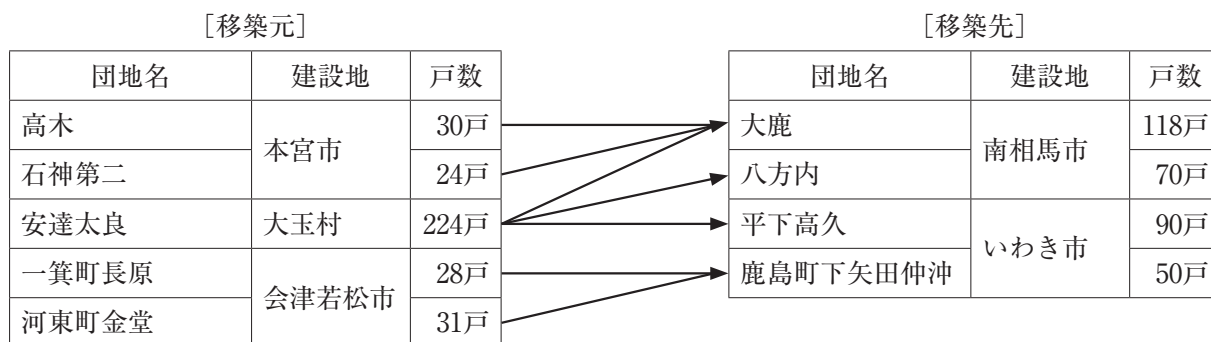 ［移築元］
団地名 建設地 戸数
高木 本宮市 30戸
石神第二 24戸
安達太良 大玉村 224戸
一箕町長原 会津若松市 28戸
河東町金堂 31戸
［移築先］
団地名 建設地 戸数
大鹿 南相馬市 118戸
八方内 70戸
平下高久 いわき市 90戸
鹿島町下矢田仲沖 50戸